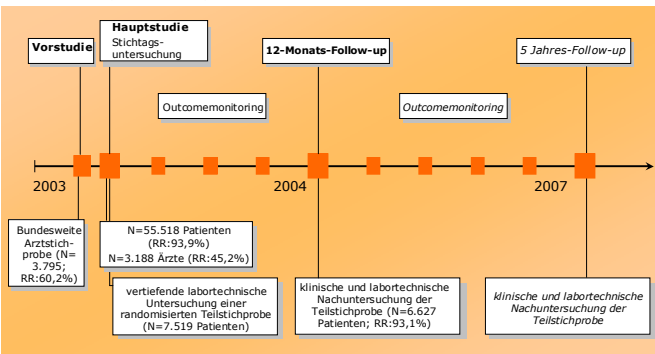 Vorstudie
Hauptstudie
Stichtags-
untersuchung
12-Monats-Follow-up
5 Jahres-Follow-up
Outcomemonitoring
Outcomemonitoring
2003
2004
2007
Bundesweite
Arztstich-
probe (N=
3.795;
RR:60,2%)
N=55.518 Patienten
(RR:93,9%)
N=3.188 Ärzte (RR:45,2%)
vertiefende labortechnische
Untersuchung einer
randomisierten Teilstichprobe
(N=7.519 Patienten)
klinische und labortechnische
Nachuntersuchung der
Teilstichprobe (N=6.627
Patienten; RR:93,1%)
klinische und labortechnische
Nachuntersuchung der
Teilstichprobe